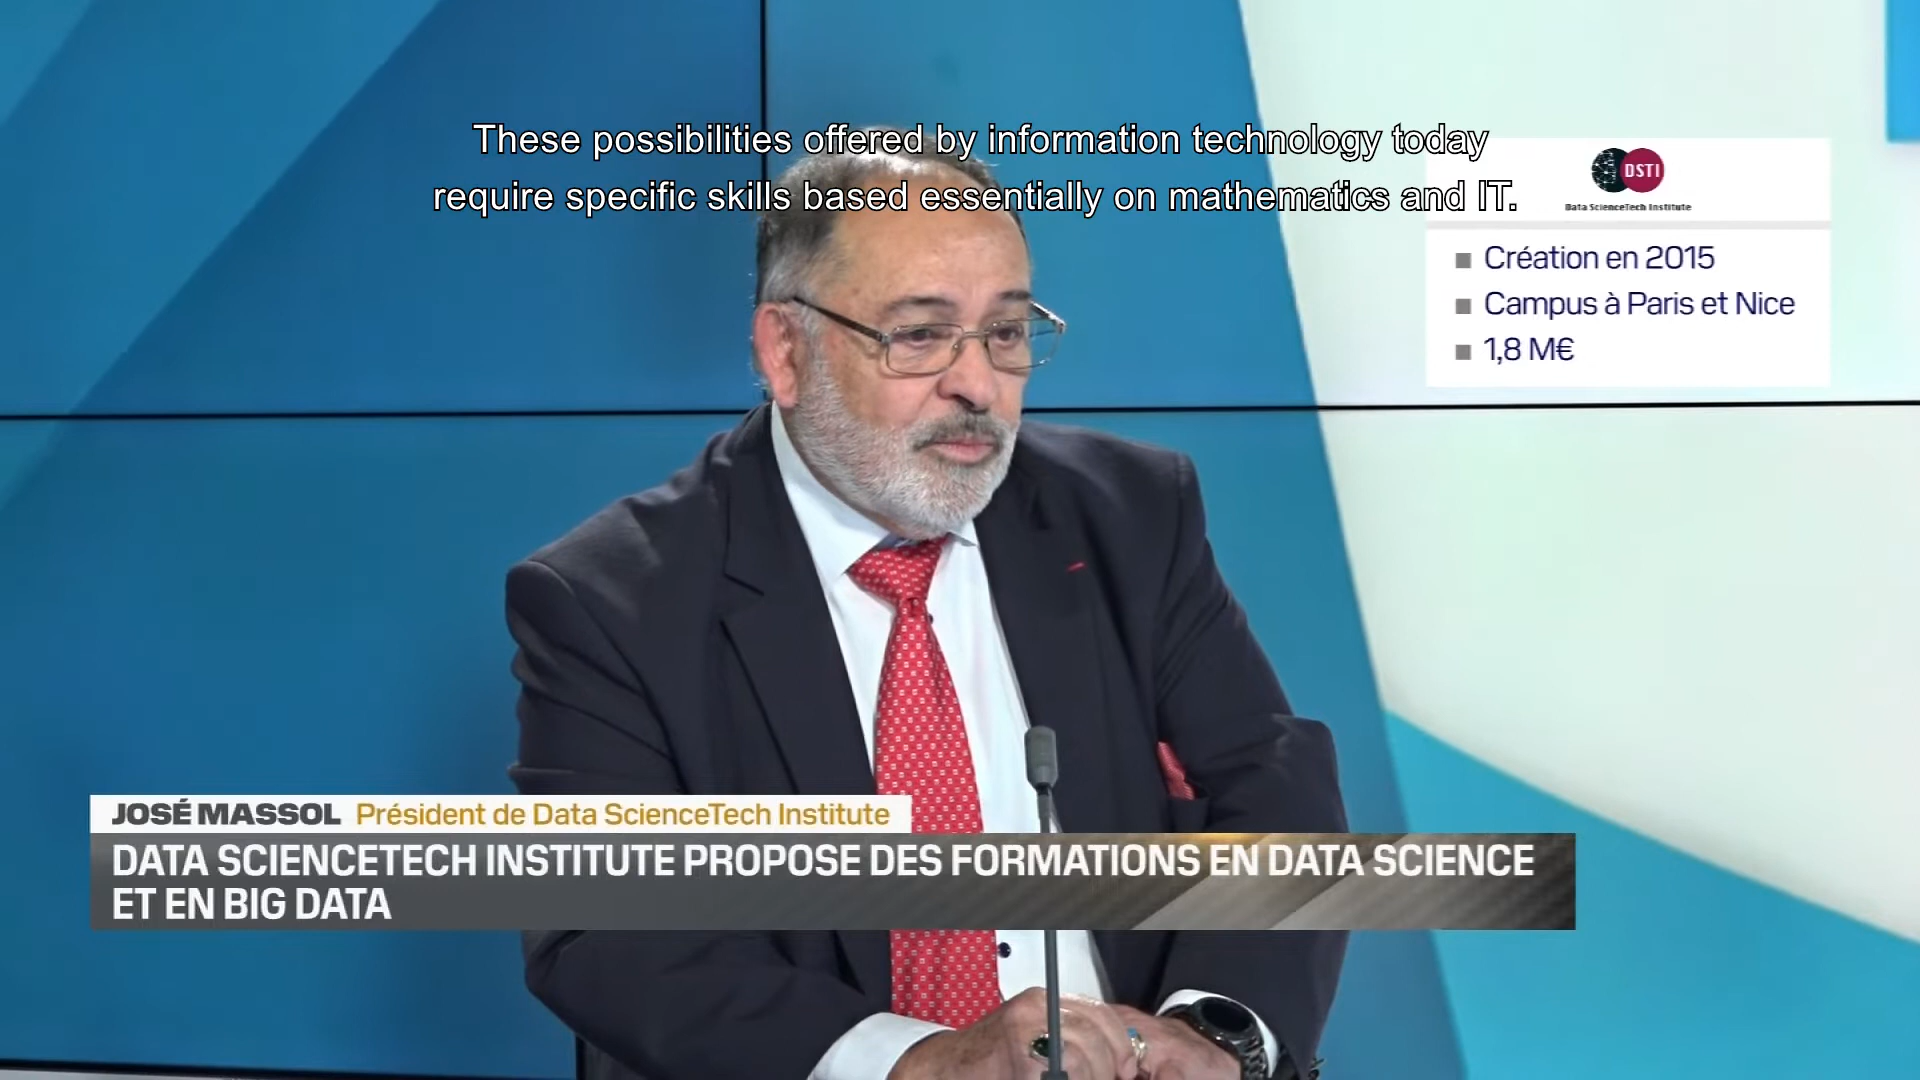 These possibilities offered by information technology today
require specific skills based essentially on mathematics and IT.
DSTI
Data ScienceTech Institute
Création en 2015
Campus à Paris et Nice
1,8 M€
JOSÉ MASSOL Président de Data ScienceTech Institute
DATA SCIENCETECH INSTITUTE PROPOSE DES FORMATIONS EN DATA SCIENCE
ET EN BIG DATA